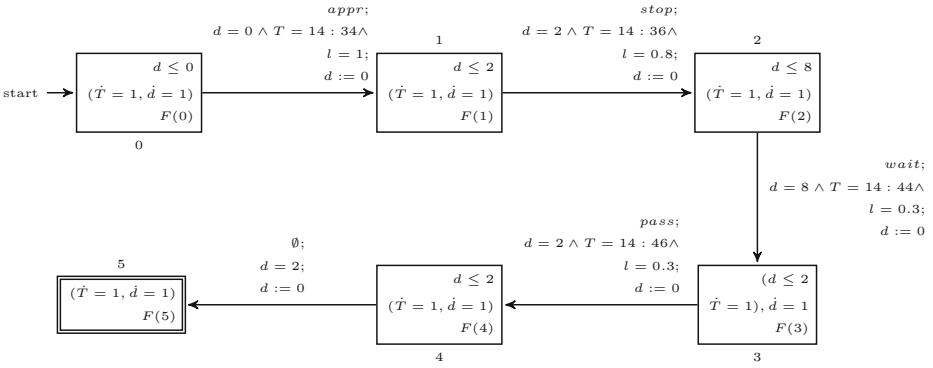 appr;
d = 0 ∧ T = 14 : 34∧
l = 1;
d := 0
stop;
d = 2 ∧ T = 14 : 36∧
l = 0.8;
d := 0
1
2
start
d ≤ 0
(Ṫ = 1, ḋ = 1)
F(0)
0
d ≤ 2
(Ṫ = 1, ḋ = 1)
F(1)
d ≤ 8
(Ṫ = 1, ḋ = 1)
F(2)
wait;
d = 8 ∧ T = 14 : 44∧
l = 0.3;
d := 0
pass;
d = 2 ∧ T = 14 : 46∧
l = 0.3;
d := 0
∅;
d = 2;
d := 0
5
(Ṫ = 1, ḋ = 1)
F(5)
d ≤ 2
(Ṫ = 1, ḋ = 1)
F(4)
4
(d ≤ 2
Ṫ = 1), ḋ = 1
F(3)
3